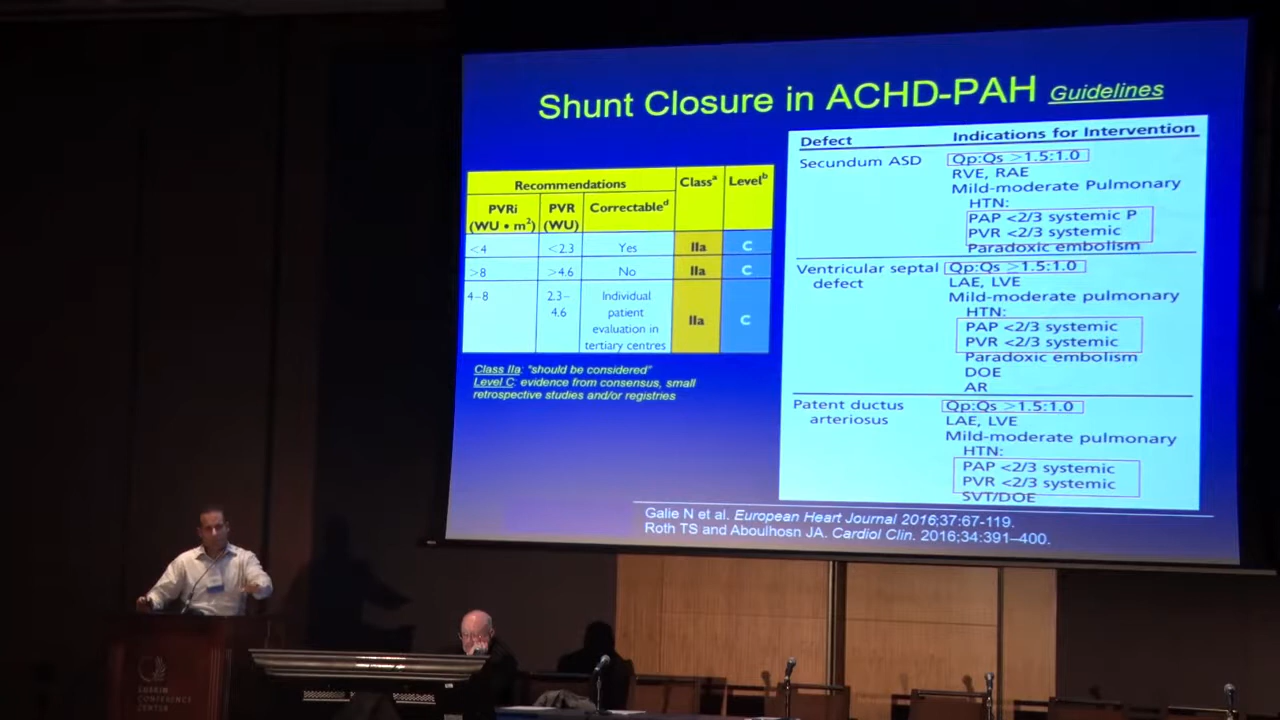 Shunt Closure in ACHD-PAH Guidelines
Recommendations Classᵃ Levelᵇ
PVRi (WU • m²) PVR (WU) Correctableᵈ
<4 <2.3 Yes IIa C
>8 >4.6 No IIa C
4–8 2.3–4.6 Individual patient evaluation in tertiary centres IIa C
Class IIa: "should be considered"
Level C: evidence from consensus, small
retrospective studies and/or registries
Defect Indications for Intervention
Secundum ASD Qp:Qs >1.5:1.0
RVE, RAE
Mild-moderate Pulmonary
HTN:
PAP <2/3 systemic P
PVR <2/3 systemic
Paradoxic embolism
Ventricular septal defect Qp:Qs >1.5:1.0
LAE, LVE
Mild-moderate pulmonary
HTN:
PAP <2/3 systemic
PVR <2/3 systemic
Paradoxic embolism
DOE
AR
Patent ductus arteriosus Qp:Qs >1.5:1.0
LAE, LVE
Mild-moderate pulmonary
HTN:
PAP <2/3 systemic
PVR <2/3 systemic
SVT/DOE
Galie N et al. European Heart Journal 2016;37:67-119.
Roth TS and Aboulhosn JA. Cardiol Clin. 2016;34:391–400.
CONFERENCE
CENTER